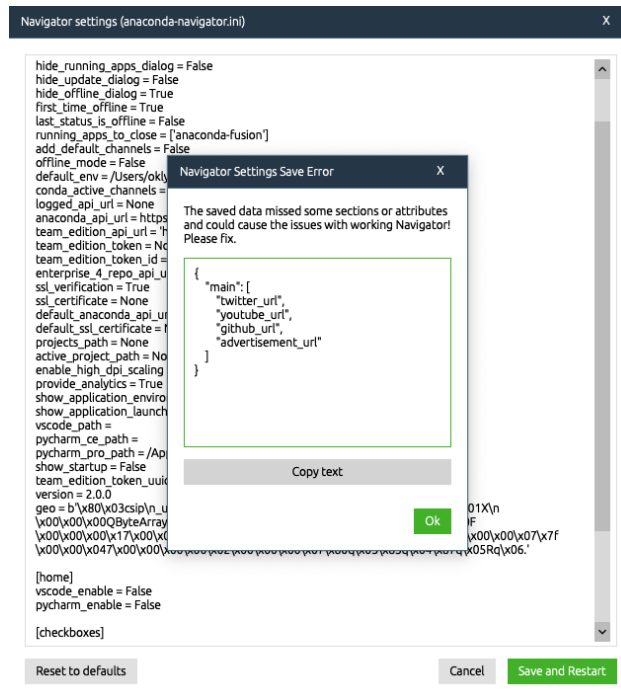 Navigator settings (anaconda-navigator.ini) X
hide_running_apps_dialog = False
hide_update_dialog = False
hide_offline_dialog = True
first_time_offline = True
last_status_is_offline = False
running_apps_to_close = ['anaconda-fusion']
add_default_channels = False
offline_mode = False
default_env = /Users/okly
conda_active_channels =
logged_api_url = None
anaconda_api_url = https
team_edition_api_url = 'h
team_edition_token = No
team_edition_token_id =
enterprise_4_repo_api_u
ssl_verification = True
ssl_certificate = None
default_anaconda_api_ur
default_ssl_certificate =
projects_path = None
active_project_path = No
enable_high_dpi_scaling
provide_analytics = True
show_application_enviro
show_application_launch
vscode_path =
pycharm_ce_path =
pycharm_pro_path = /Ap
show_startup = False
team_edition_token_uuid
version = 2.0.0
geo = b'\x80\x03csip\n_u 01X\n
\x00\x00\x00QByteArray
\x00\x00\x00\x17\x00\x0 \x00\x00\x07\x7f
\x00\x00\x047\x00\x00\x \x05Rq\x06.'
[home]
vscode_enable = False
pycharm_enable = False
[checkboxes]
Navigator Settings Save Error X
The saved data missed some sections or attributes
and could cause the issues with working Navigator!
Please fix.
{
"main": [
"twitter_url",
"youtube_url",
"github_url",
"advertisement_url"
]
}
Copy text
Ok
Reset to defaults Cancel Save and Restart